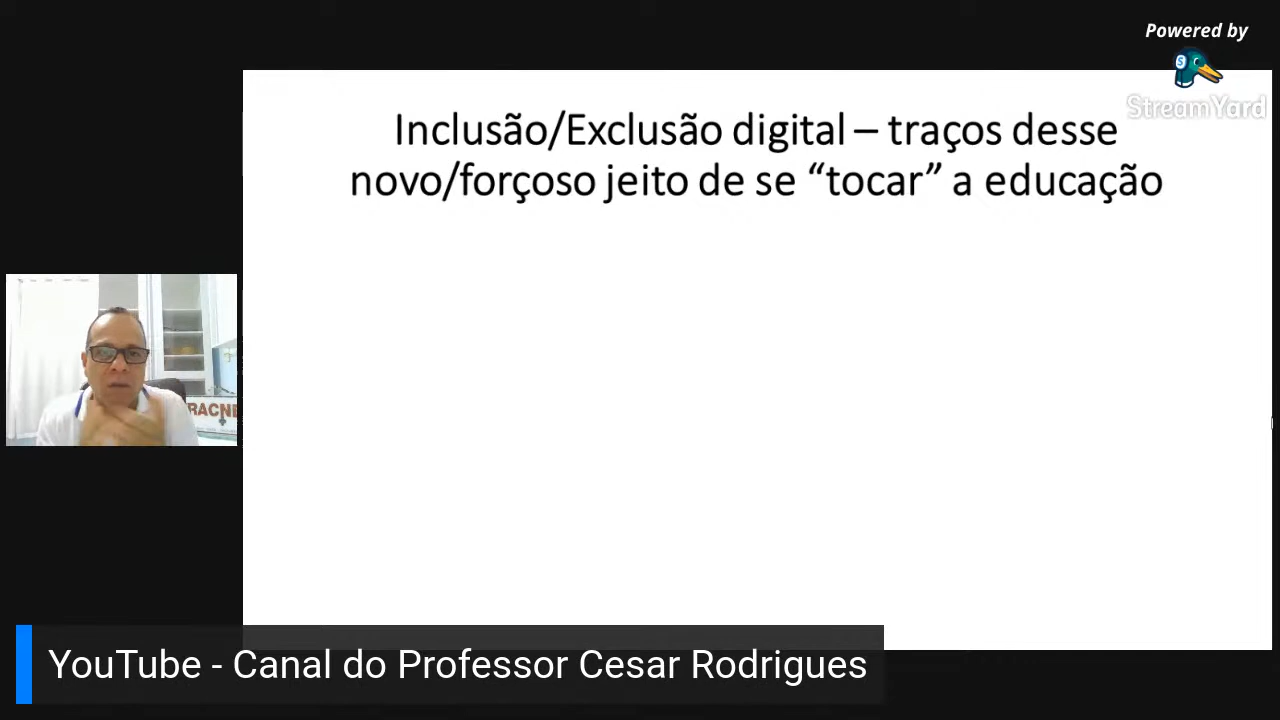 Powered by
StreamYard
Inclusão/Exclusão digital – traços desse
novo/forçoso jeito de se “tocar” a educação
RACNE
YouTube - Canal do Professor Cesar Rodrigues